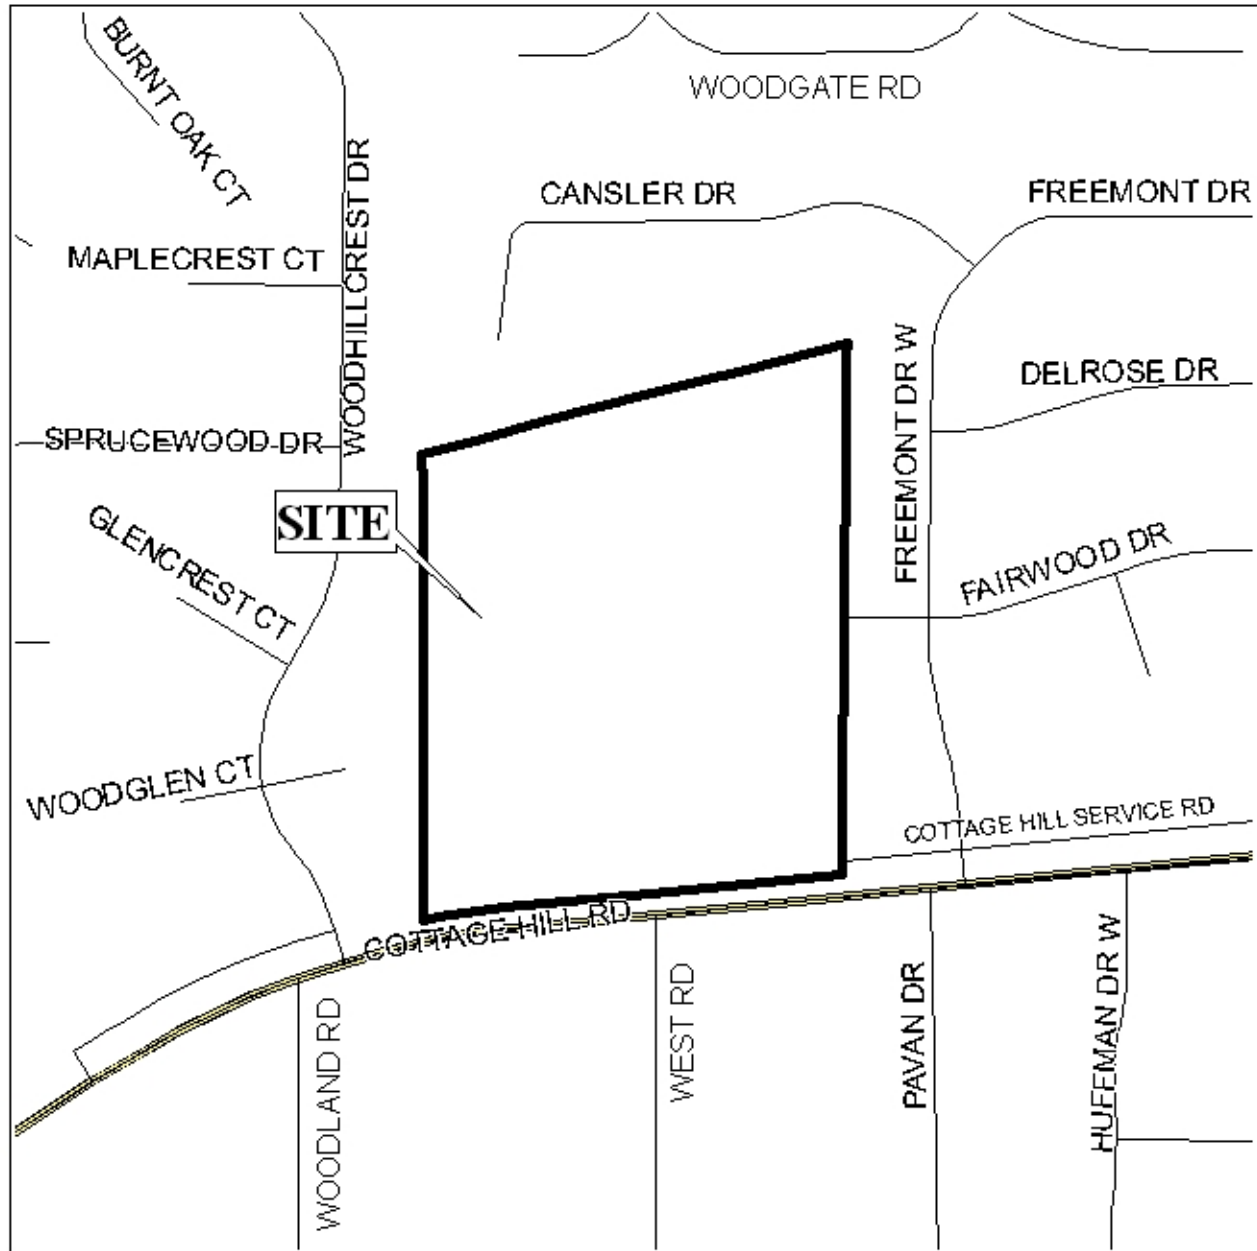 BURNT OAK CT
WOODGATE RD
WOODHILLCREST DR
CANSLER DR
FREEMONT DR
MAPLECREST CT
FREEMONT DR W
DELROSE DR
SPRUCEWOOD DR
SITE
GLENCREST CT
FAIRWOOD DR
WOODGLEN CT
COTTAGE HILL SERVICE RD
COTTAGE HILL RD
WOODLAND RD
WEST RD
PAVAN DR
HUFFMAN DR W